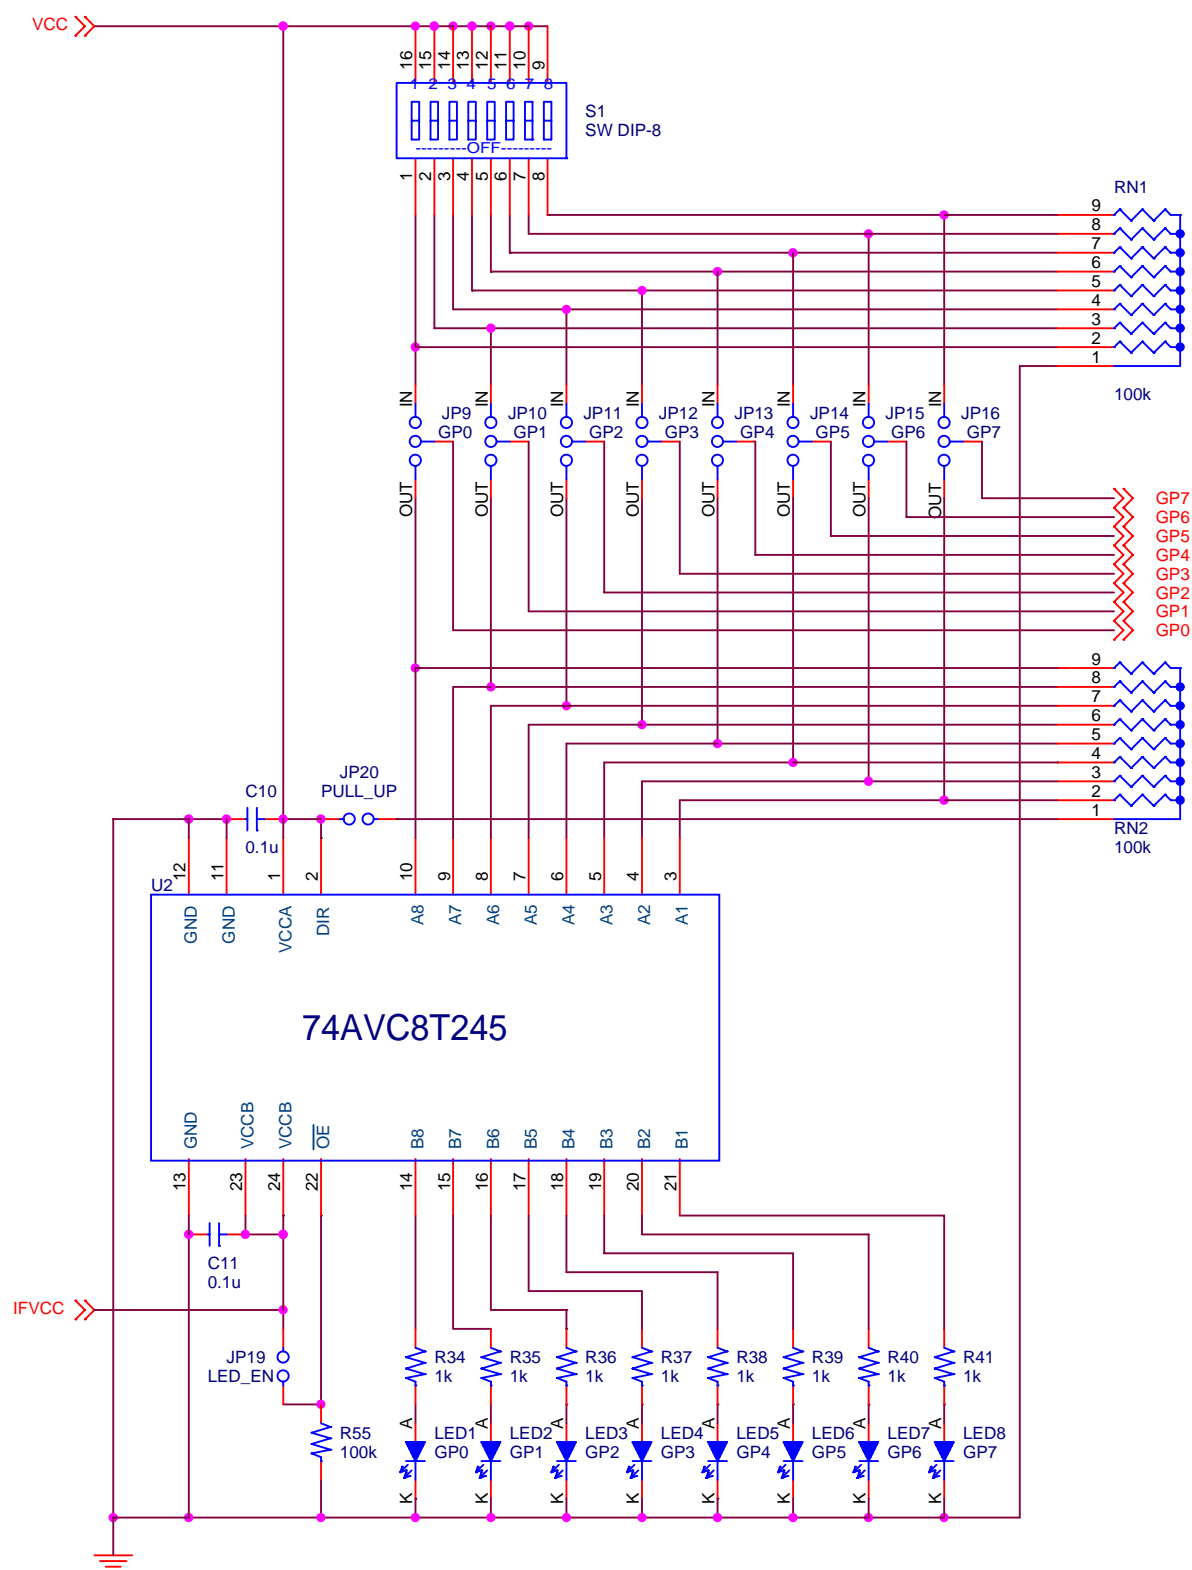 VCC
16 15 14 13 12 11 10 9
1 2 3 4 5 6 7 8
S1
SW DIP-8
---------OFF---------
1 2 3 4 5 6 7 8
RN1
9
8
7
6
5
4
3
2
1
100k
IN IN IN IN IN IN IN IN
JP9 JP10 JP11 JP12 JP13 JP14 JP15 JP16
GP0 GP1 GP2 GP3 GP4 GP5 GP6 GP7
OUT OUT OUT OUT OUT OUT OUT OUT
GP7
GP6
GP5
GP4
GP3
GP2
GP1
GP0
9
8
7
6
5
4
3
2
1
RN2
100k
JP20
PULL_UP
C10
0.1u
12 11 1 2 10 9 8 7 6 5 4 3
U2
GND GND VCCA DIR A8 A7 A6 A5 A4 A3 A2 A1
74AVC8T245
GND VCCB VCCB OE B8 B7 B6 B5 B4 B3 B2 B1
13 23 24 22 14 15 16 17 18 19 20 21
C11
0.1u
IFVCC
JP19
LED_EN
R34 R35 R36 R37 R38 R39 R40 R41
1k 1k 1k 1k 1k 1k 1k 1k
R55
100k
A A A A A A A A
LED1 LED2 LED3 LED4 LED5 LED6 LED7 LED8
GP0 GP1 GP2 GP3 GP4 GP5 GP6 GP7
K K K K K K K K